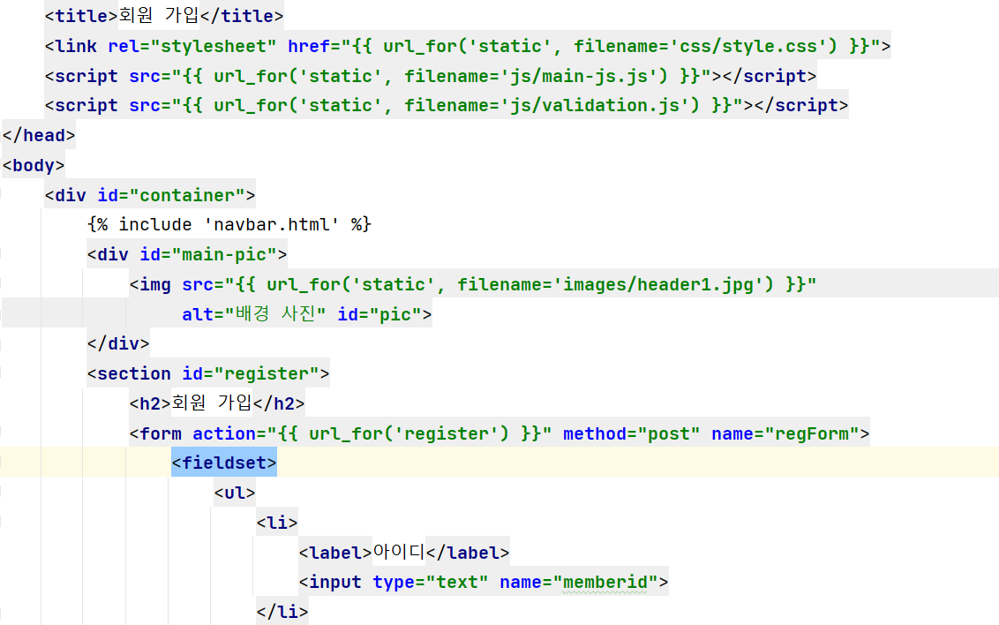 <title>회원 가입</title>
<link rel="stylesheet" href="{{ url_for('static', filename='css/style.css') }}">
<script src="{{ url_for('static', filename='js/main-js.js') }}"></script>
<script src="{{ url_for('static', filename='js/validation.js') }}"></script>
</head>
<body>
<div id="container">
{% include 'navbar.html' %}
<div id="main-pic">
<img src="{{ url_for('static', filename='images/header1.jpg') }}"
alt="배경 사진" id="pic">
</div>
<section id="register">
<h2>회원 가입</h2>
<form action="{{ url_for('register') }}" method="post" name="regForm">
<fieldset>
<ul>
<li>
<label>아이디</label>
<input type="text" name="memberid">
</li>